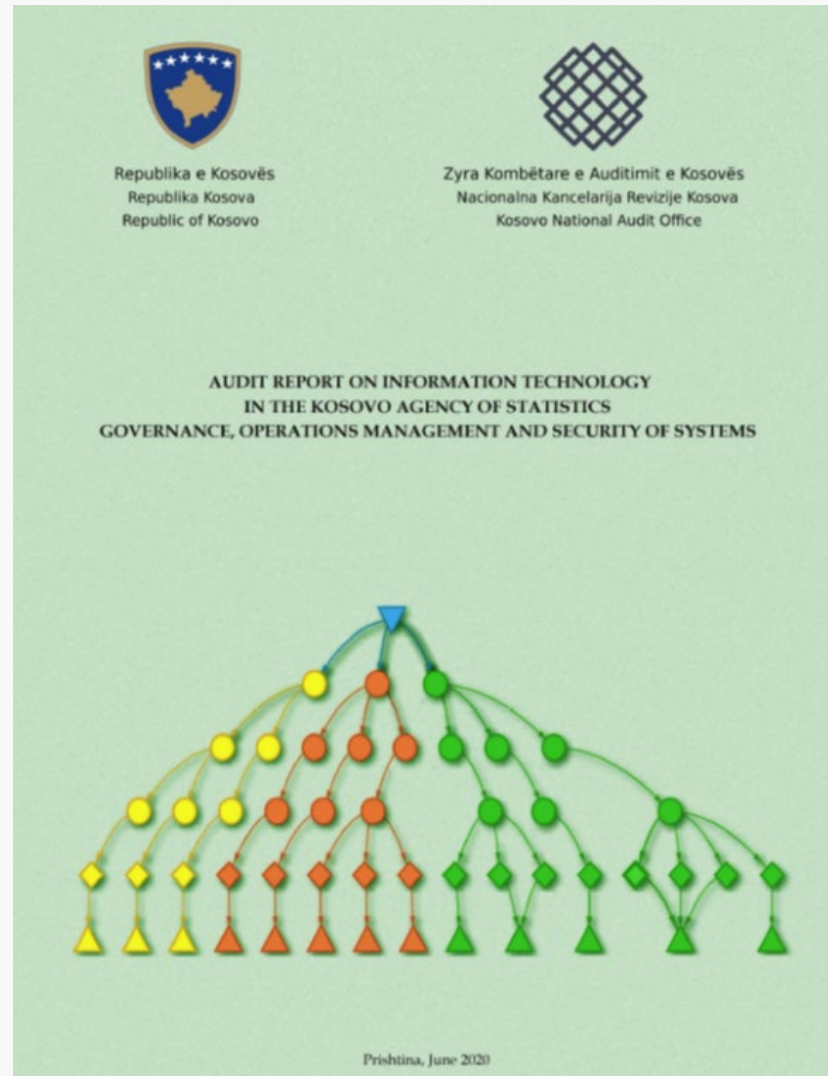 Republika e Kosovës
Republika Kosova
Republic of Kosovo
Zyra Kombëtare e Auditimit e Kosovës
Nacionalna Kancelarija Revizije Kosova
Kosovo National Audit Office
AUDIT REPORT ON INFORMATION TECHNOLOGY
IN THE KOSOVO AGENCY OF STATISTICS
GOVERNANCE, OPERATIONS MANAGEMENT AND SECURITY OF SYSTEMS
Prishtina, June 2020